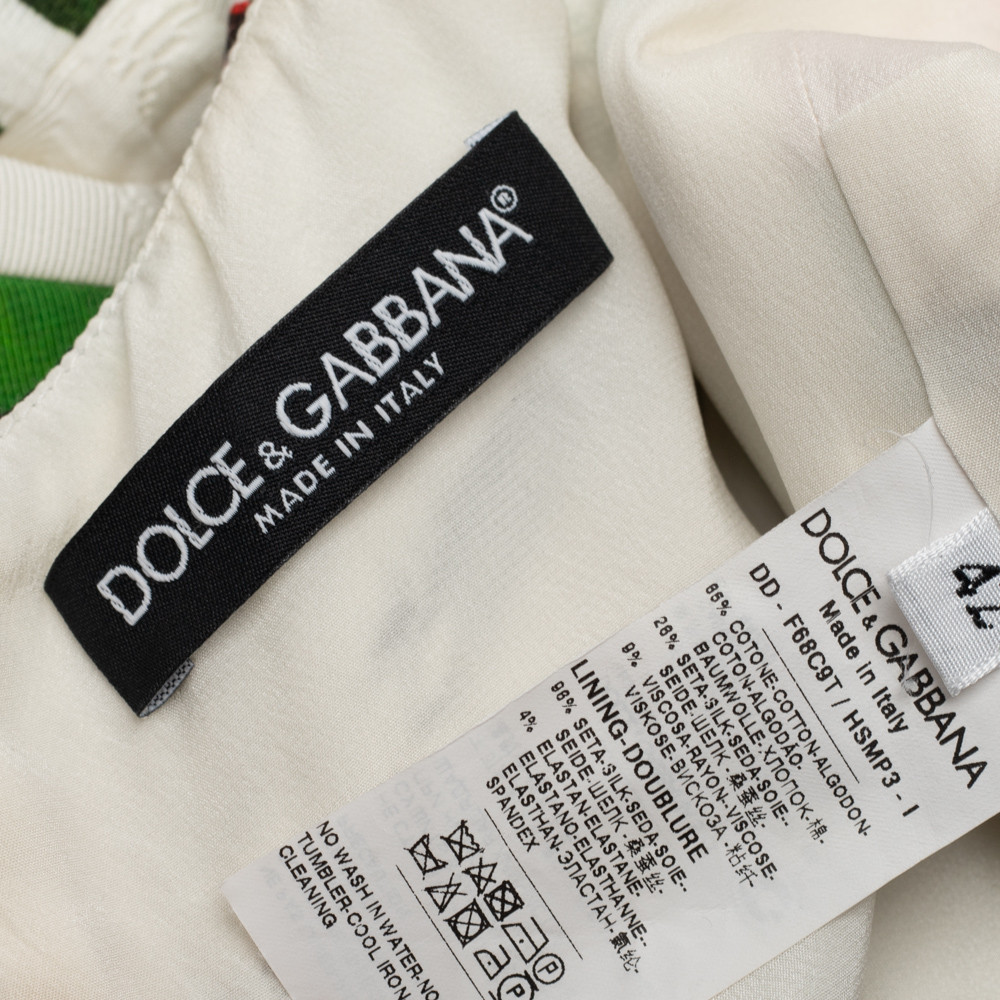 DOLCE & GABBANA®
MADE IN ITALY
DOLCE & GABBANA
Made in Italy
DD - F68C9T / HSMP3 - I
COTONE-COTTON-ALGODON-
COTON-ALGODÃO-
BAUMWOLLE-ХЛОПОК-棉-
28% SETA-SILK-SEDA-SOIE-
SEIDE-ШЕЛК-桑蚕丝-
9% VISCOSA-RAYON-VISCOSE-
VISKOSE-ВИСКОЗА-粘纤-
LINING-DOUBLURE
96% SETA-SILK-SEDA-SOIE-
SEIDE-ШЕЛК-桑蚕丝-
4% ELASTANO-ELASTHANNE-
ELASTAN-ELASTANE-
ELASTHAN-ЭЛАСТАН-氨纶-
SPANDEX
P
P
NO WASH IN WATER-NO
TUMBLER-COOL IRON
CLEANING